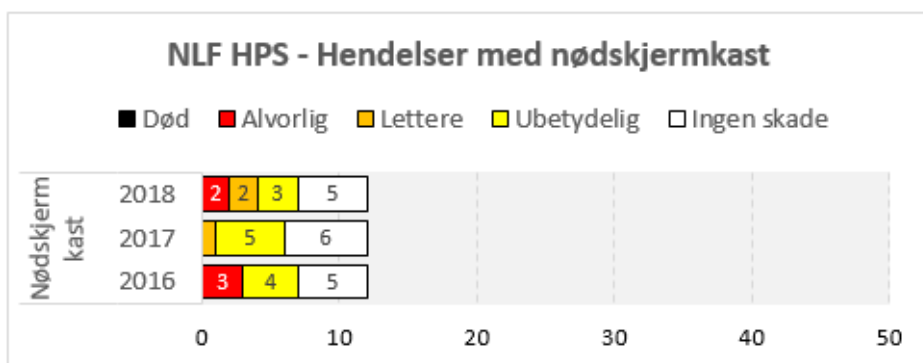 NLF HPS - Hendelser med nødskjermkast
Død Alvorlig Lettere Ubetydelig Ingen skade
Nødskjerm
kast
2018 2 2 3 5
2017 5 6
2016 3 4 5
0 10 20 30 40 50